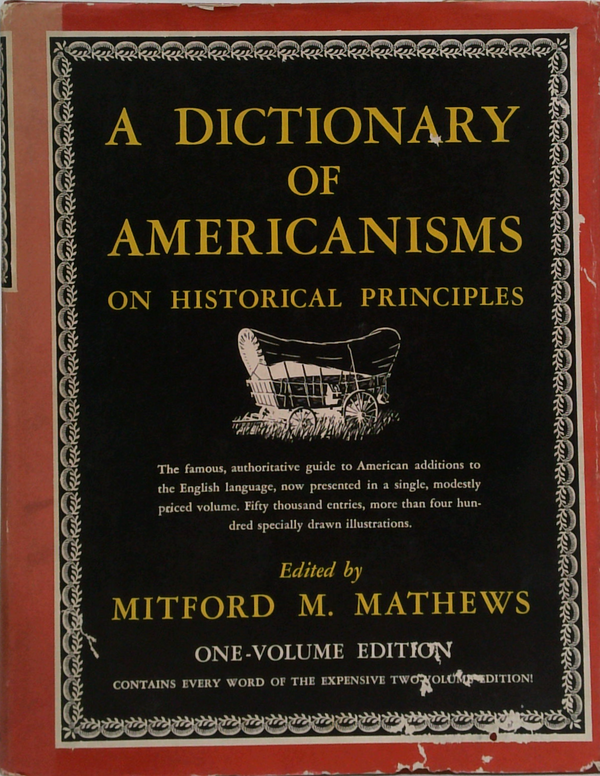 A DICTIONARY
OF
AMERICANISMS
ON HISTORICAL PRINCIPLES
The famous, authoritative guide to American additions to
the English language, now presented in a single, modestly
priced volume. Fifty thousand entries, more than four hun-
dred specially drawn illustrations.
Edited by
MITFORD M. MATHEWS
ONE-VOLUME EDITION
CONTAINS EVERY WORD OF THE EXPENSIVE TWO-VOLUME EDITION!